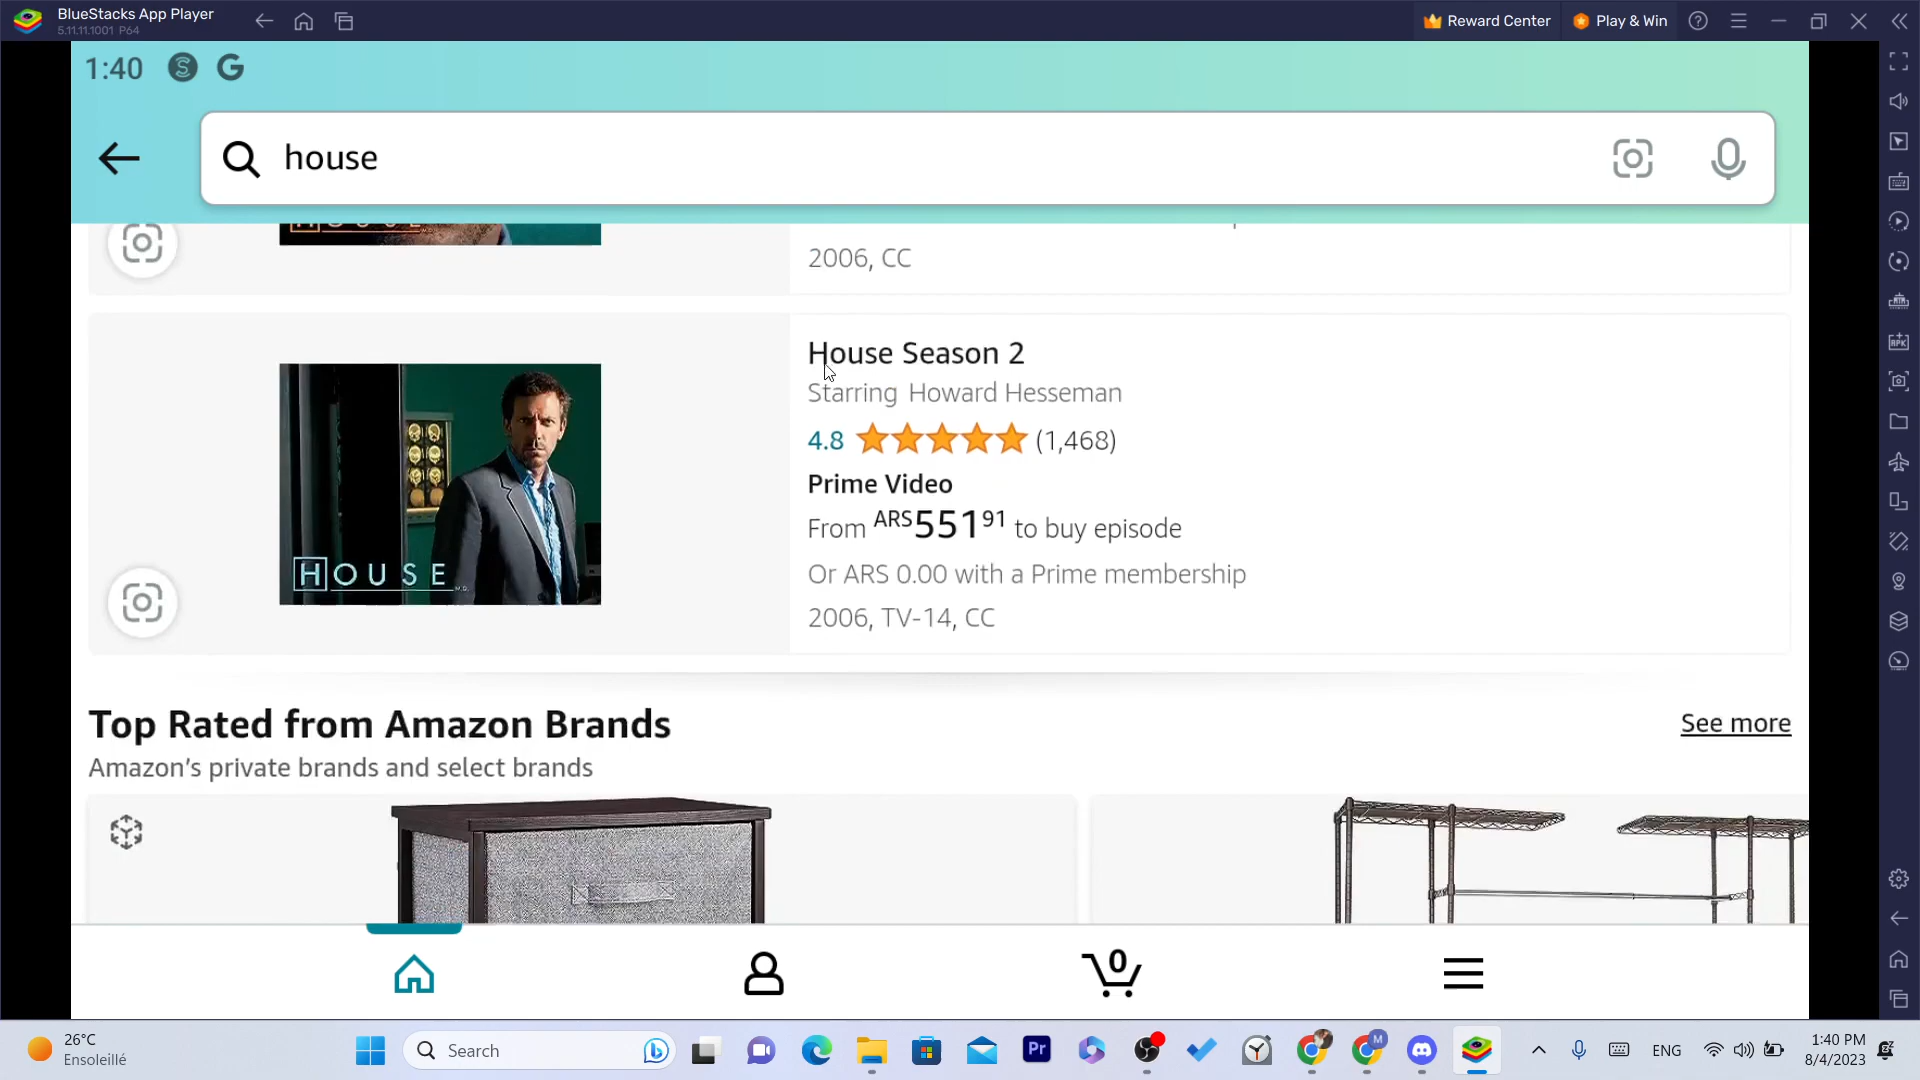 BlueStacks App Player
5.11.11.1001 P64
Reward Center
Play & Win
1:40
house
2006, CC
House Season 2
Starring Howard Hesseman
4.8 (1,468)
Prime Video
From ARS551 91 to buy episode
Or ARS 0.00 with a Prime membership
2006, TV-14, CC
HOUSE
Top Rated from Amazon Brands
See more
Amazon's private brands and select brands
0
26°C
Ensoleillé
Search
Pr
M
ENG
1:40 PM
8/4/2023